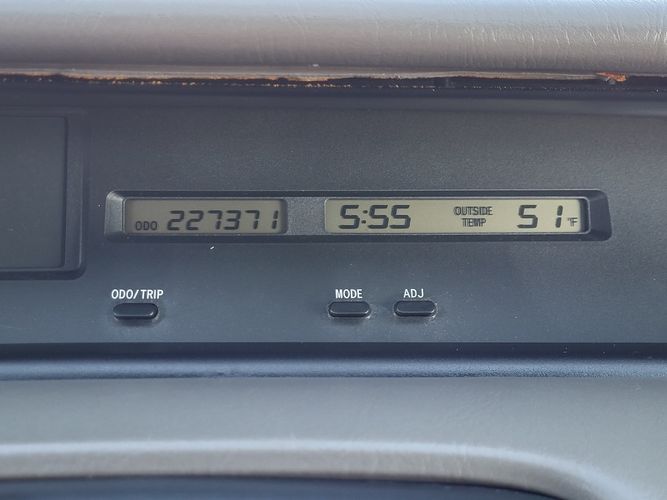 ODO 227371 5:55 OUTSIDE TEMP 51°F
ODO/TRIP MODE ADJ